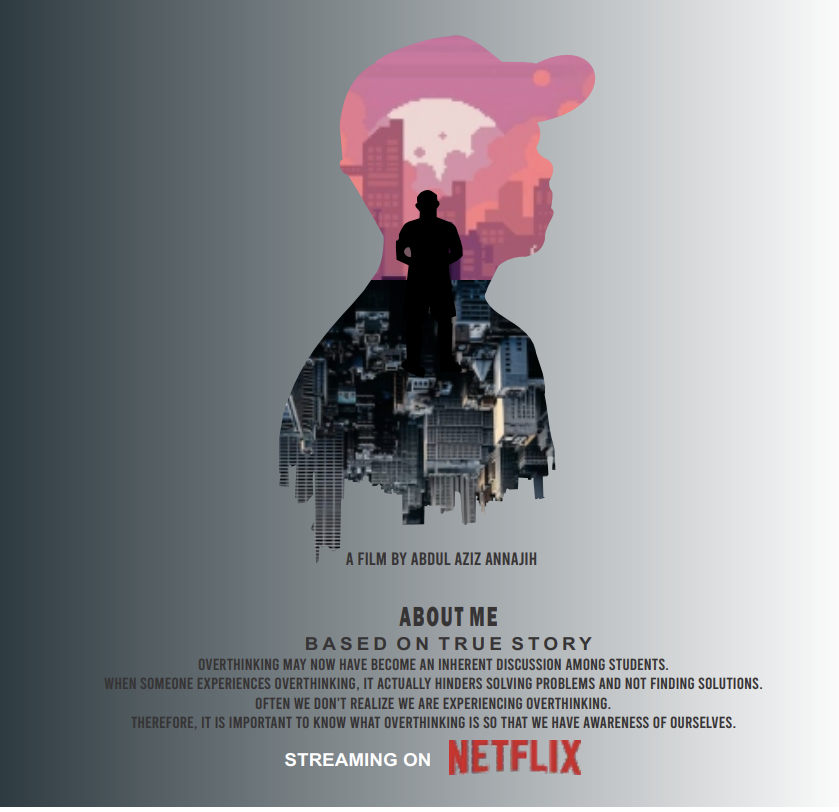 A FILM BY ABDUL AZIZ ANNAJIH
ABOUT ME
BASED ON TRUE STORY
OVERTHINKING MAY NOW HAVE BECOME AN INHERENT DISCUSSION AMONG STUDENTS.
WHEN SOMEONE EXPERIENCES OVERTHINKING, IT ACTUALLY HINDERS SOLVING PROBLEMS AND NOT FINDING SOLUTIONS.
OFTEN WE DON'T REALIZE WE ARE EXPERIENCING OVERTHINKING.
THEREFORE, IT IS IMPORTANT TO KNOW WHAT OVERTHINKING IS SO THAT WE HAVE AWARENESS OF OURSELVES.
STREAMING ON NETFLIX